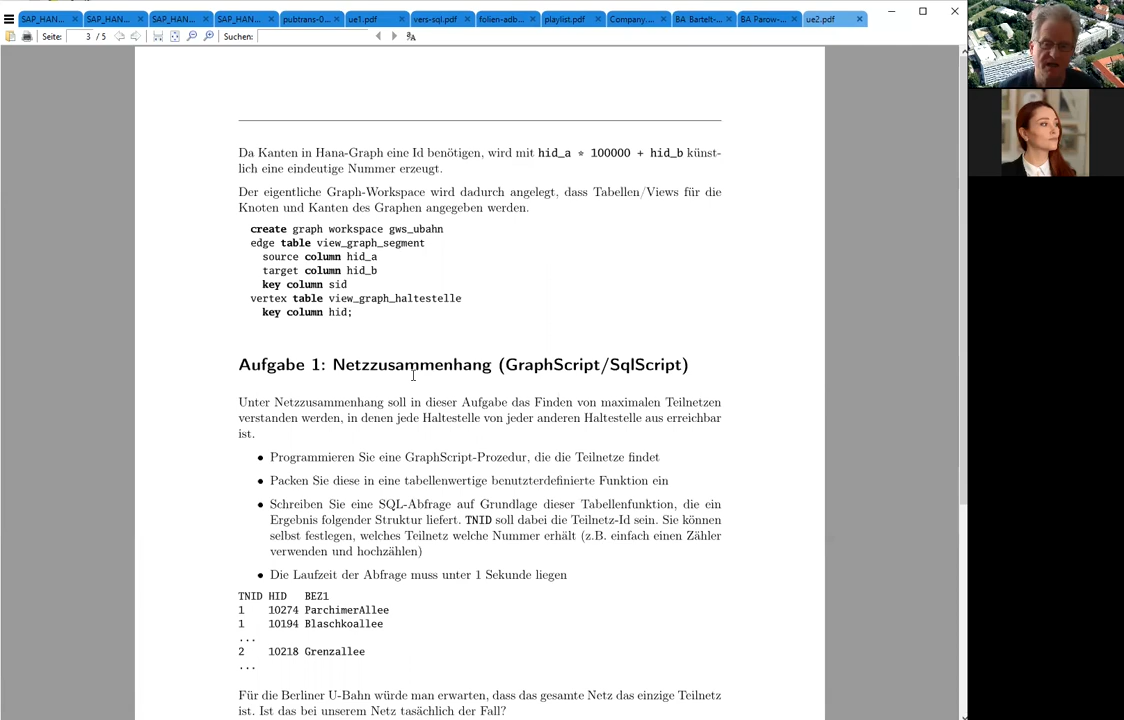 SAP_HAN... SAP_HAN... SAP_HAN... SAP_HAN... pubtrans-0... ue1.pdf vers-sql.pdf folien-adb... playlist.pdf Company,... BA Bartelt-... BA Parow-... ue2.pdf
Seite: 3 / 5 Suchen:
Da Kanten in Hana-Graph eine Id benötigen, wird mit hid_a * 100000 + hid_b künst-
lich eine eindeutige Nummer erzeugt.
Der eigentliche Graph-Workspace wird dadurch angelegt, dass Tabellen/Views für die
Knoten und Kanten des Graphen angegeben werden.
create graph workspace gws_ubahn
edge table view_graph_segment
source column hid_a
target column hid_b
key column sid
vertex table view_graph_haltestelle
key column hid;
Aufgabe 1: Netzzusammenhang (GraphScript/SqlScript)
Unter Netzzusammenhang soll in dieser Aufgabe das Finden von maximalen Teilnetzen
verstanden werden, in denen jede Haltestelle von jeder anderen Haltestelle aus erreichbar
ist.
• Programmieren Sie eine GraphScript-Prozedur, die die Teilnetze findet
• Packen Sie diese in eine tabellenwertige benutzerdefinierte Funktion ein
• Schreiben Sie eine SQL-Abfrage auf Grundlage dieser Tabellenfunktion, die ein
Ergebnis folgender Struktur liefert. TNID soll dabei die Teilnetz-Id sein. Sie können
selbst festlegen, welches Teilnetz welche Nummer erhält (z.B. einfach einen Zähler
verwenden und hochzählen)
• Die Laufzeit der Abfrage muss unter 1 Sekunde liegen
TNID HID BEZ1
1 10274 ParchimerAllee
1 10194 Blaschkoallee
...
2 10218 Grenzallee
...
Für die Berliner U-Bahn würde man erwarten, dass das gesamte Netz das einzige Teilnetz
ist. Ist das bei unserem Netz tasächlich der Fall?